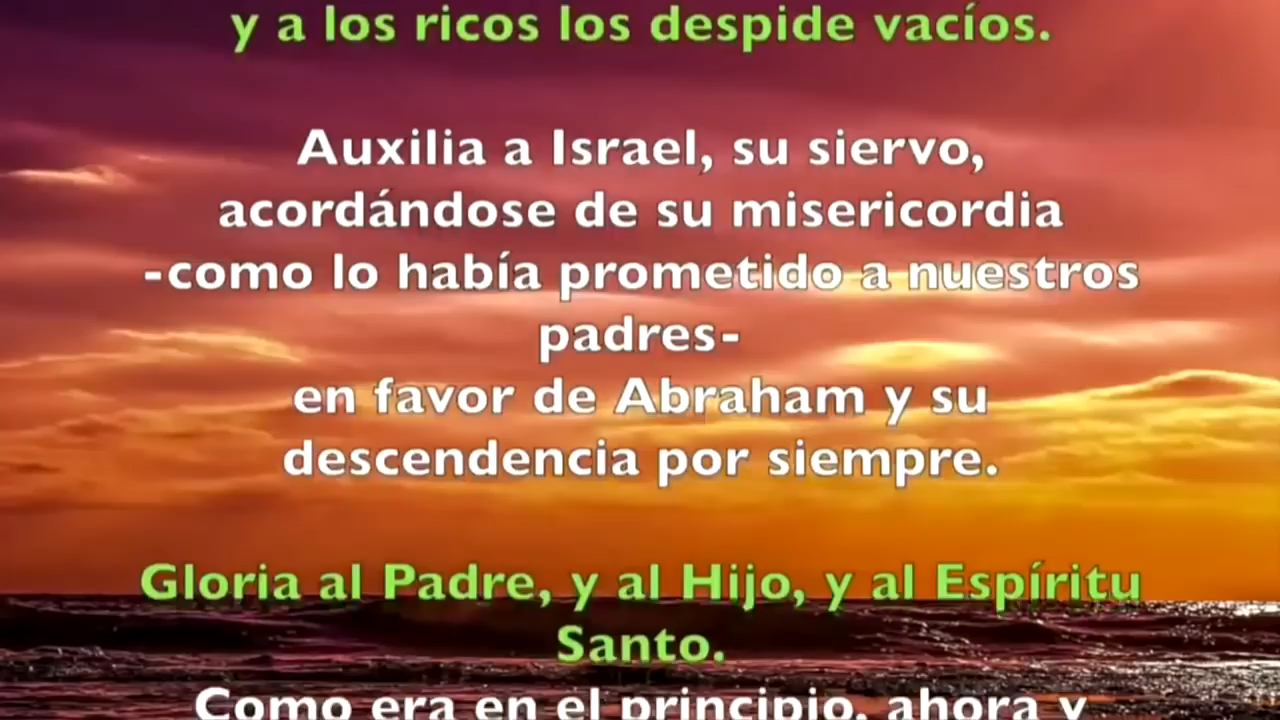 y a los ricos los despide vacíos.
Auxilia a Israel, su siervo,
acordándose de su misericordia
-como lo había prometido a nuestros
padres-
en favor de Abraham y su
descendencia por siempre.
Gloria al Padre, y al Hijo, y al Espíritu
Santo.
Como era en el principio, ahora y